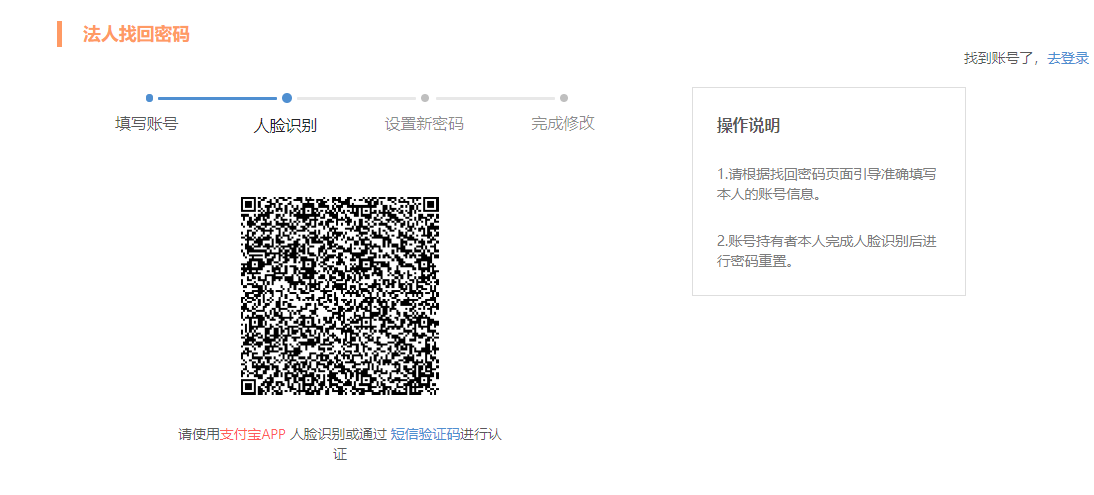 法人找回密码
找到账号了，去登录
填写账号
人脸识别
设置新密码
完成修改
操作说明
1.请根据找回密码页面引导准确填写
本人的账号信息。
2.账号持有者本人完成人脸识别后进
行密码重置。
请使用支付宝APP 人脸识别或通过 短信验证码进行认
证